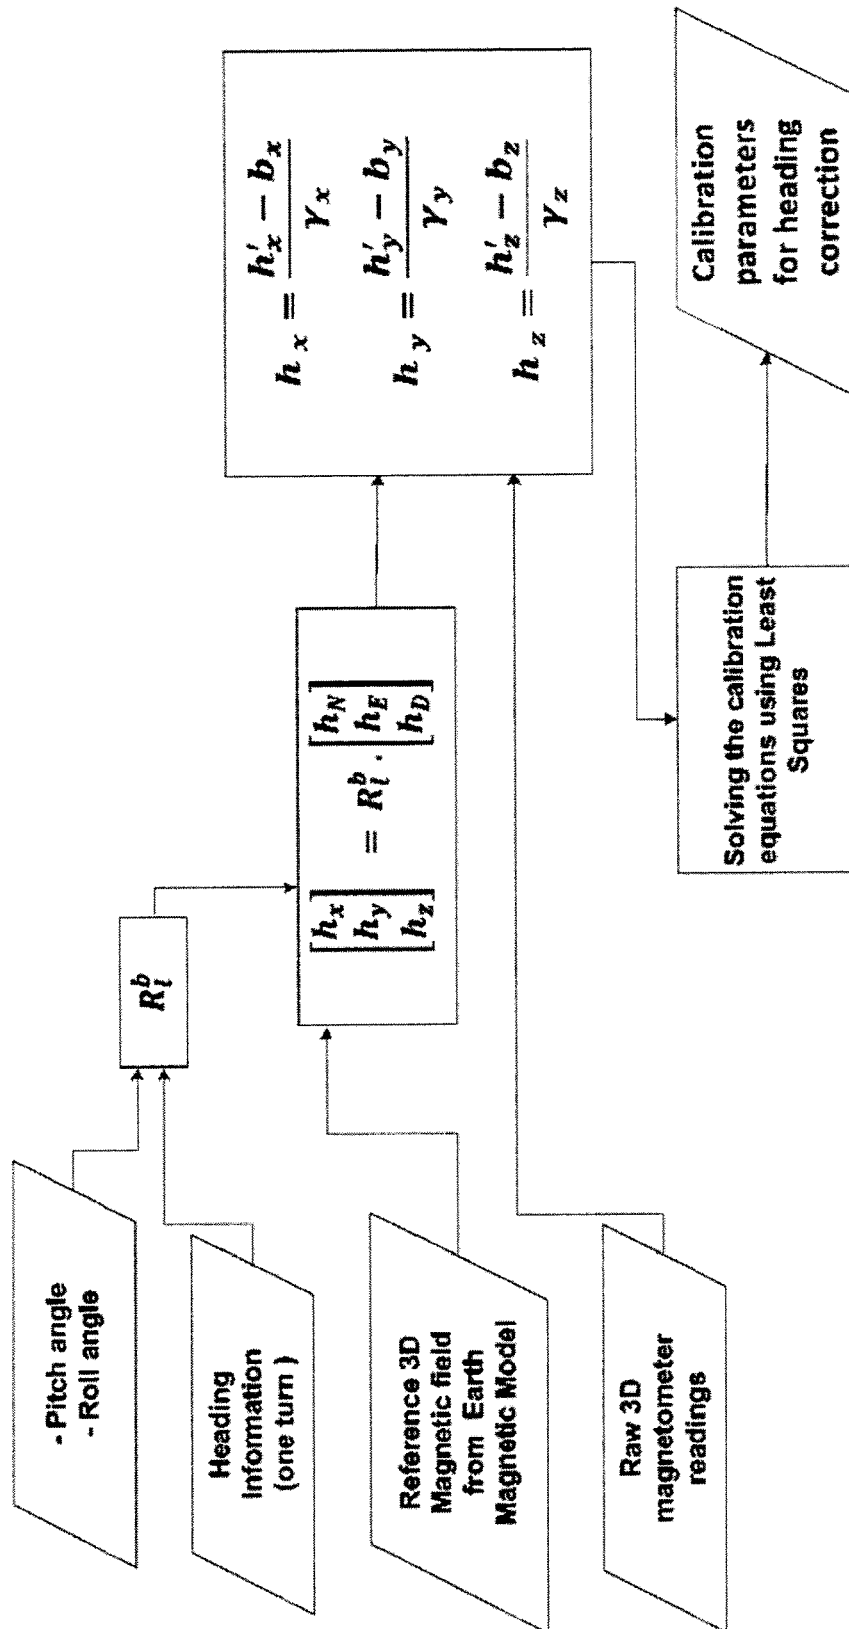 - Pitch angle
- Roll angle
Heading
Information
(one turn )
Reference 3D
Magnetic field
from Earth
Magnetic Model
Raw 3D
magnetometer
readings
R_l^b
[h_x h_y h_z] = R_l^b . [h_N h_E h_D]
h_x = (h'_x − b_x) / γ_x
h_y = (h'_y − b_y) / γ_y
h_z = (h'_z − b_z) / γ_z
Solving the calibration
equations using Least
Squares
Calibration
parameters
for heading
correction